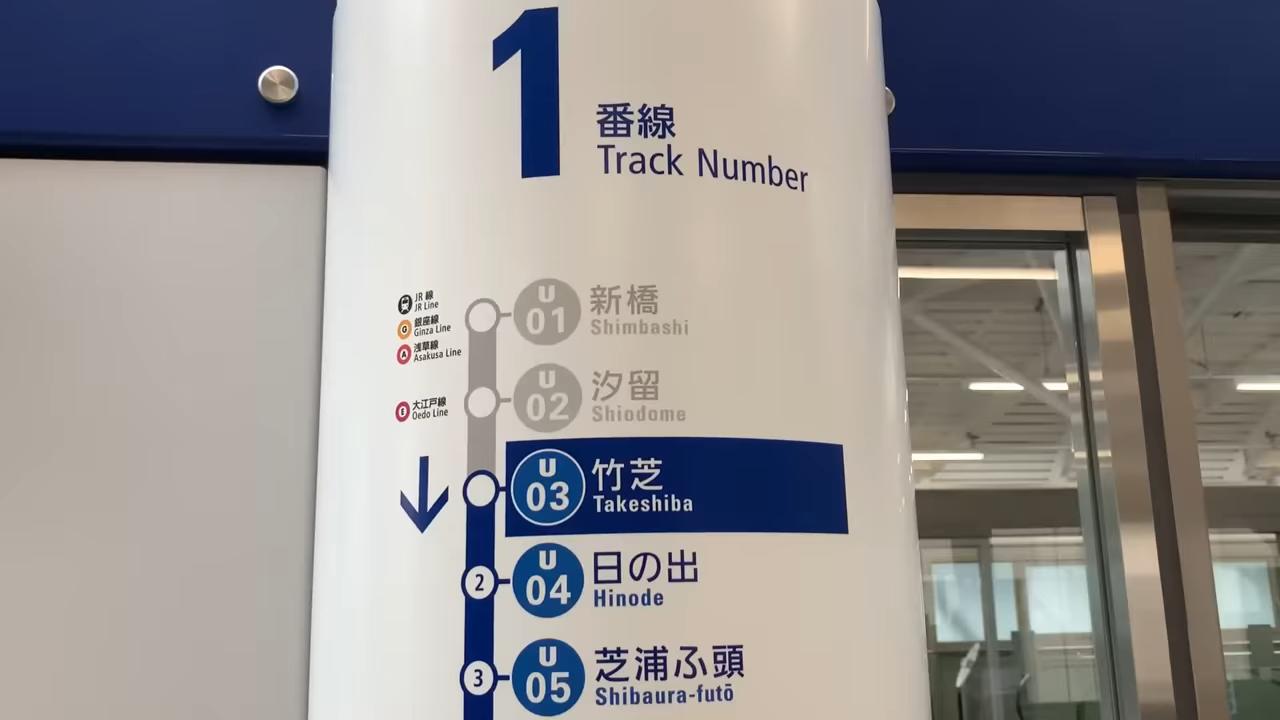 1
番線
Track Number
JR 線
JR Line
G
銀座線
Ginza Line
A
浅草線
Asakusa Line
U
01
新橋
Shimbashi
E
大江戸線
Oedo Line
U
02
汐留
Shiodome
U
03
竹芝
Takeshiba
2
U
04
日の出
Hinode
3
U
05
芝浦ふ頭
Shibaura-futō